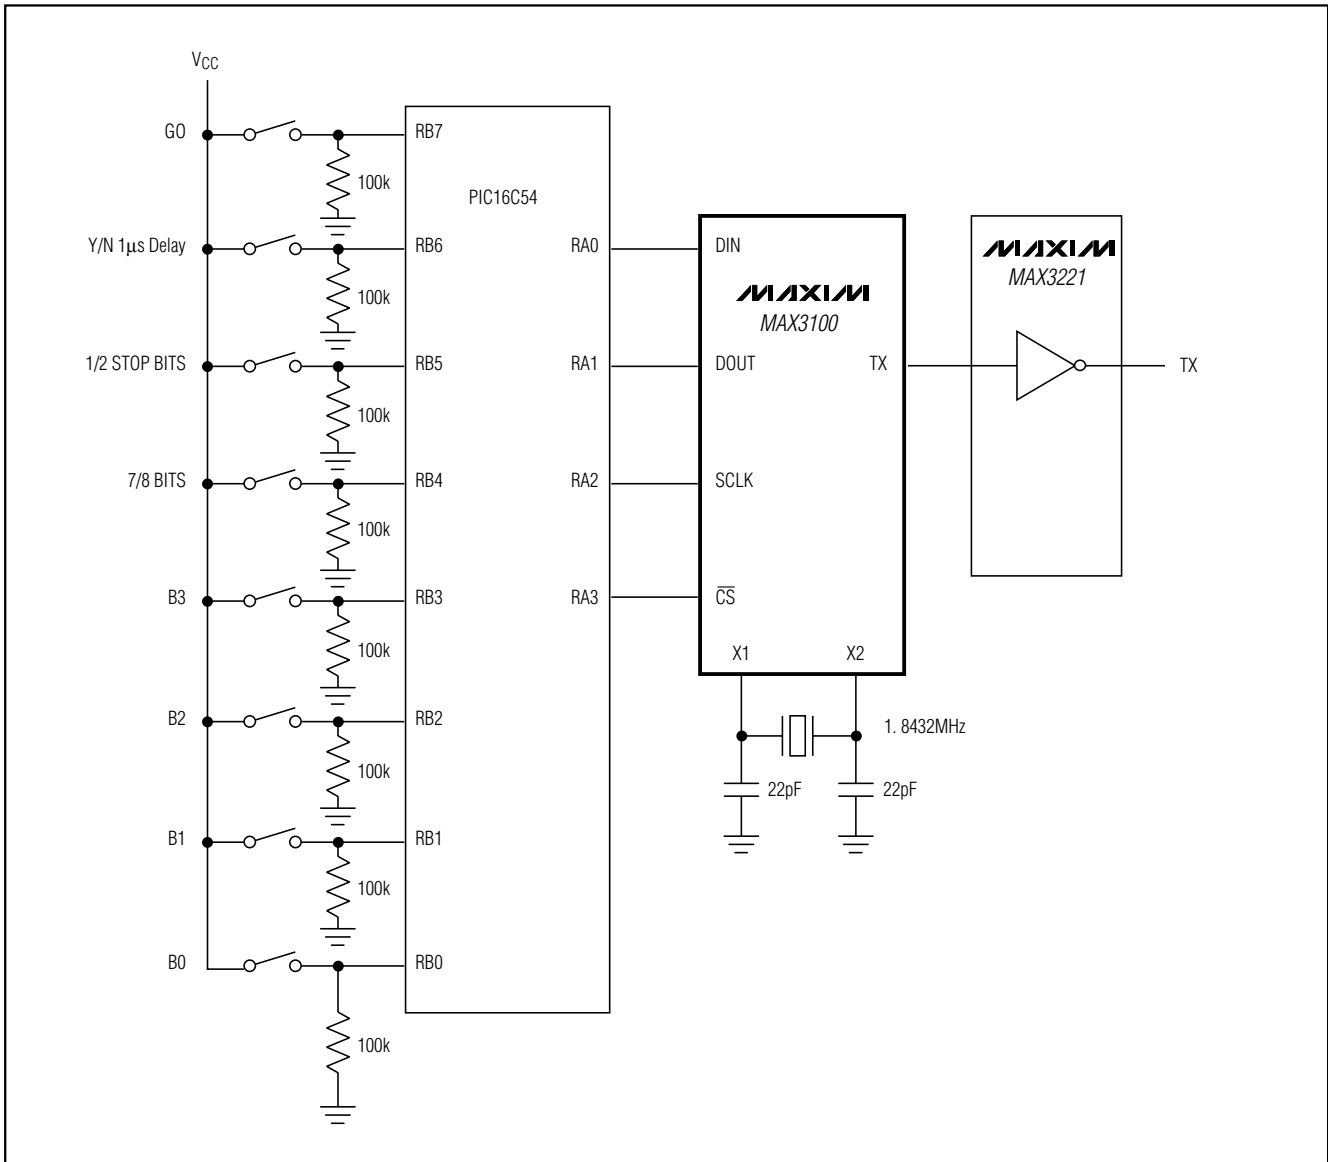 VCC
GO
RB7
100k
PIC16C54
Y/N 1µs Delay
RB6
RA0
DIN
100k
MAXIM
MAX3100
MAXIM
MAX3221
1/2 STOP BITS
RB5
RA1
DOUT
TX
TX
100k
7/8 BITS
RB4
RA2
SCLK
100k
B3
RB3
RA3
CS
100k
X1
X2
B2
RB2
1. 8432MHz
100k
22pF
22pF
B1
RB1
100k
B0
RB0
100k